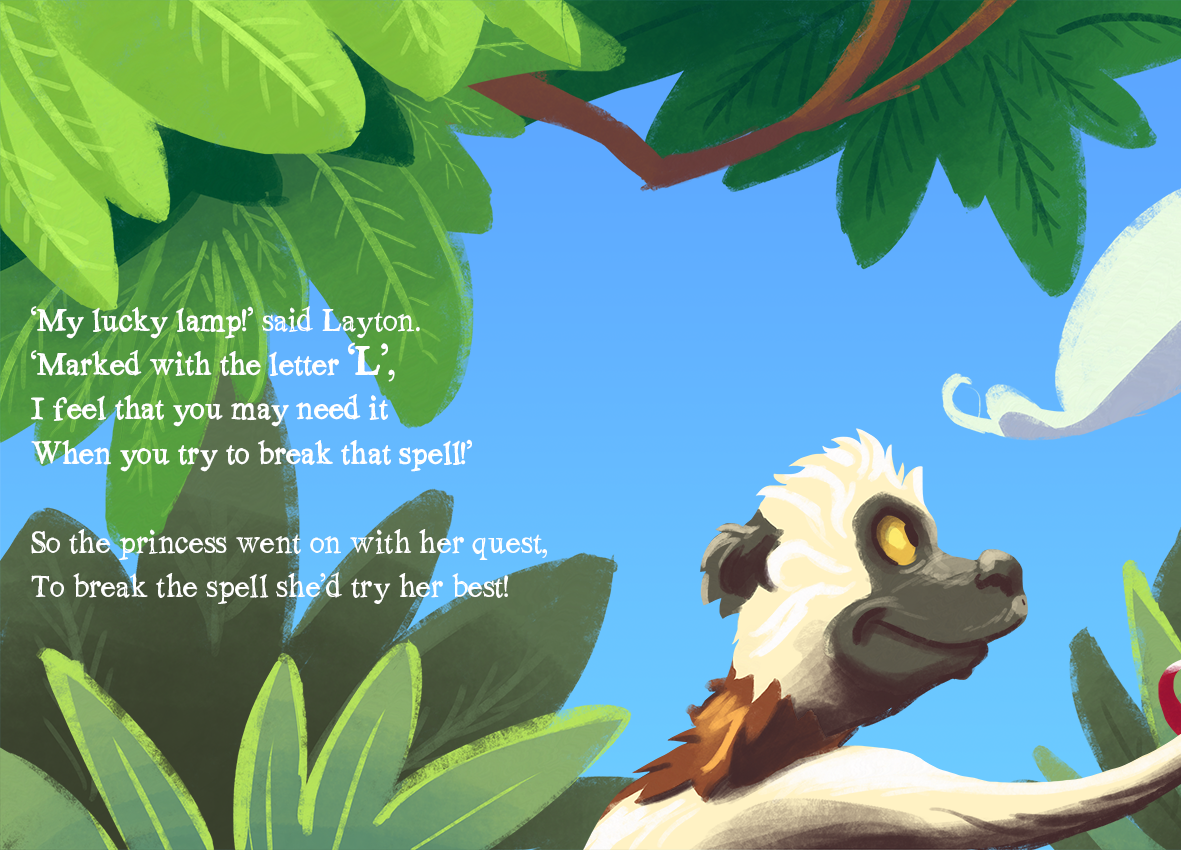 ‘My lucky lamp!’ said Layton.
‘Marked with the letter ‘L’,
I feel that you may need it
When you try to break that spell!’
So the princess went on with her quest,
To break the spell she’d try her best!